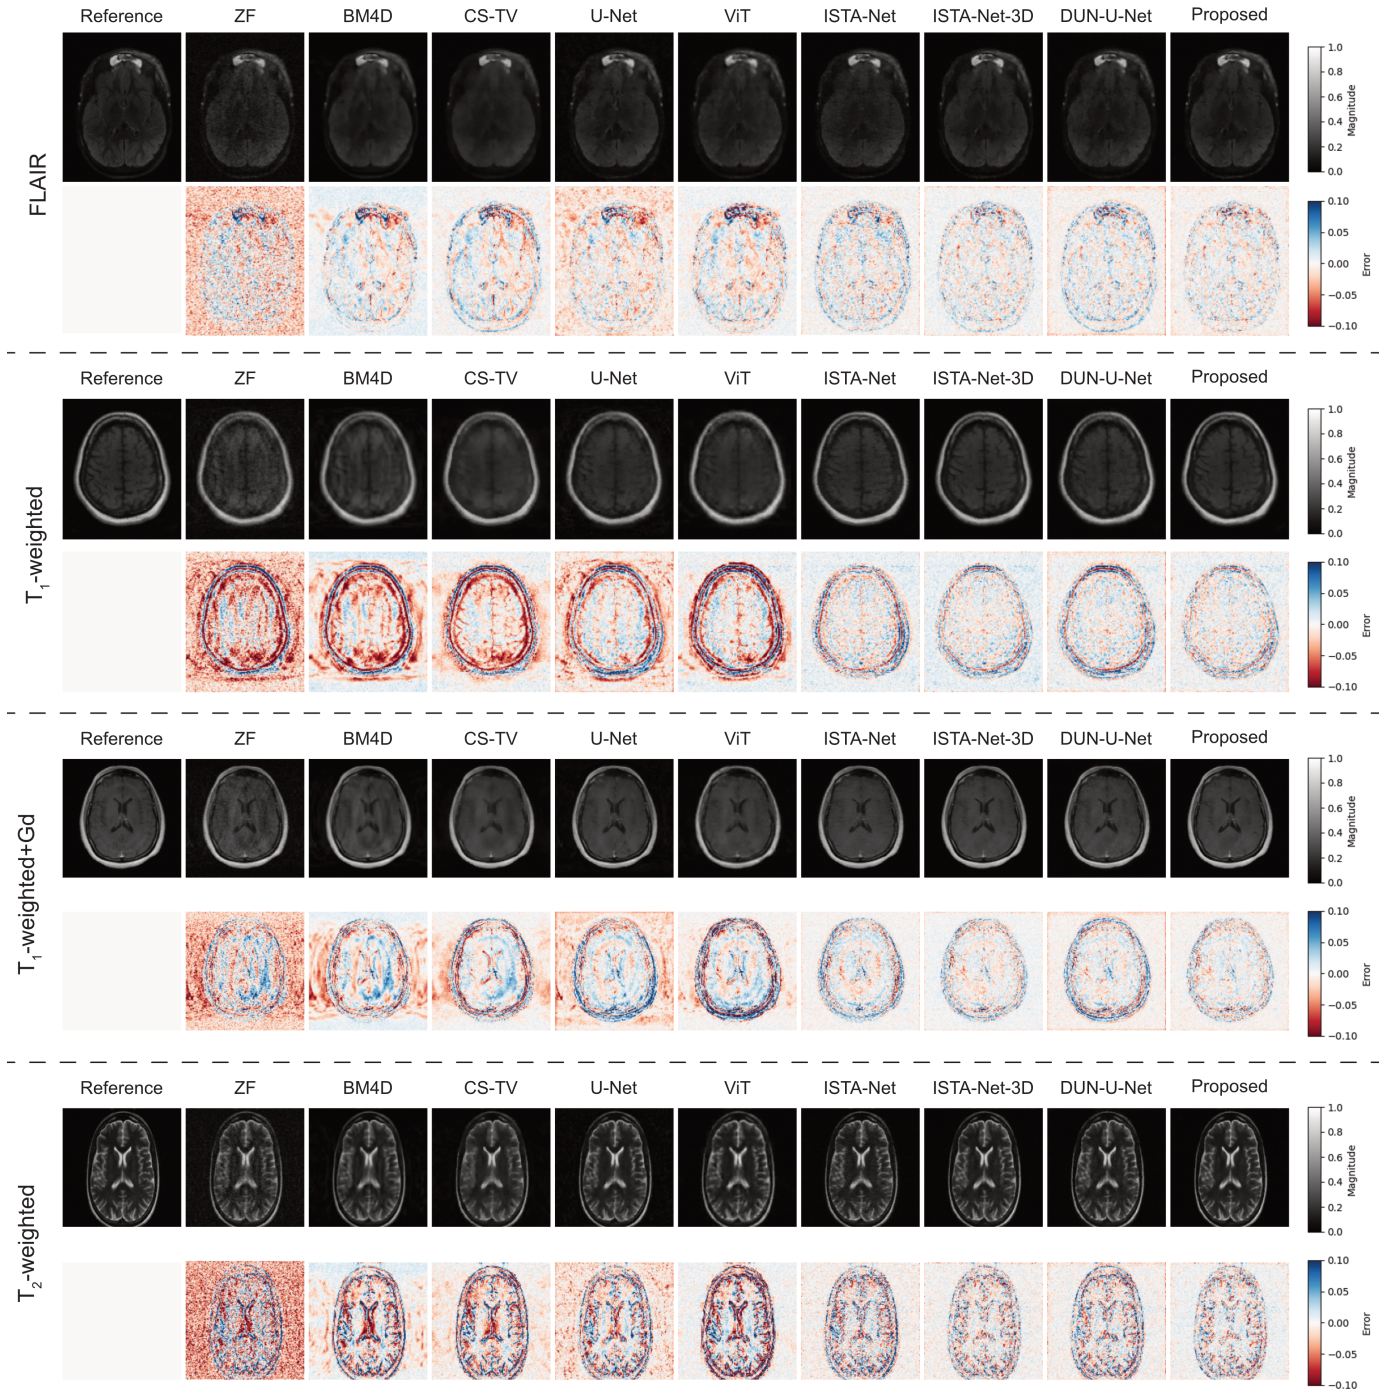 Reference ZF BM4D CS-TV U-Net ViT ISTA-Net ISTA-Net-3D DUN-U-Net Proposed
FLAIR
1.0
0.8
0.6
0.4
0.2
0.0
Magnitude
0.10
0.05
0.00
−0.05
−0.10
Error
Reference ZF BM4D CS-TV U-Net ViT ISTA-Net ISTA-Net-3D DUN-U-Net Proposed
T1-weighted
1.0
0.8
0.6
0.4
0.2
0.0
Magnitude
0.10
0.05
0.00
−0.05
−0.10
Error
Reference ZF BM4D CS-TV U-Net ViT ISTA-Net ISTA-Net-3D DUN-U-Net Proposed
T1-weighted+Gd
1.0
0.8
0.6
0.4
0.2
0.0
Magnitude
0.10
0.05
0.00
−0.05
−0.10
Error
Reference ZF BM4D CS-TV U-Net ViT ISTA-Net ISTA-Net-3D DUN-U-Net Proposed
T2-weighted
1.0
0.8
0.6
0.4
0.2
0.0
Magnitude
0.10
0.05
0.00
−0.05
−0.10
Error